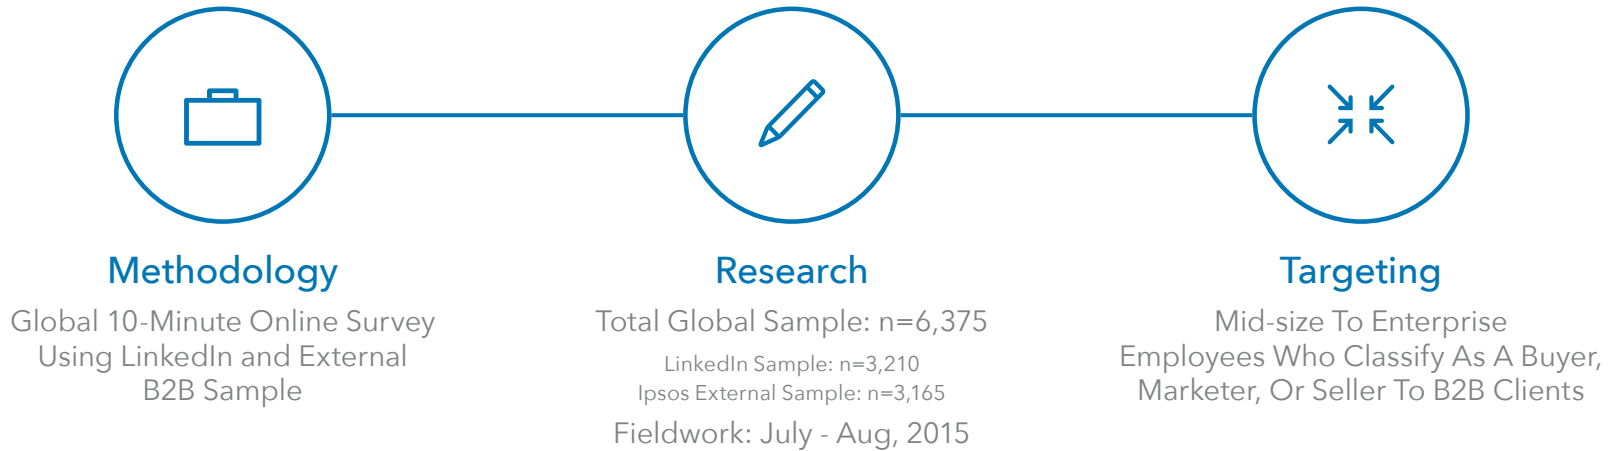 Methodology
Global 10-Minute Online Survey
Using LinkedIn and External
B2B Sample
Research
Total Global Sample: n=6,375
LinkedIn Sample: n=3,210
Ipsos External Sample: n=3,165
Fieldwork: July - Aug, 2015
Targeting
Mid-size To Enterprise
Employees Who Classify As A Buyer,
Marketer, Or Seller To B2B Clients